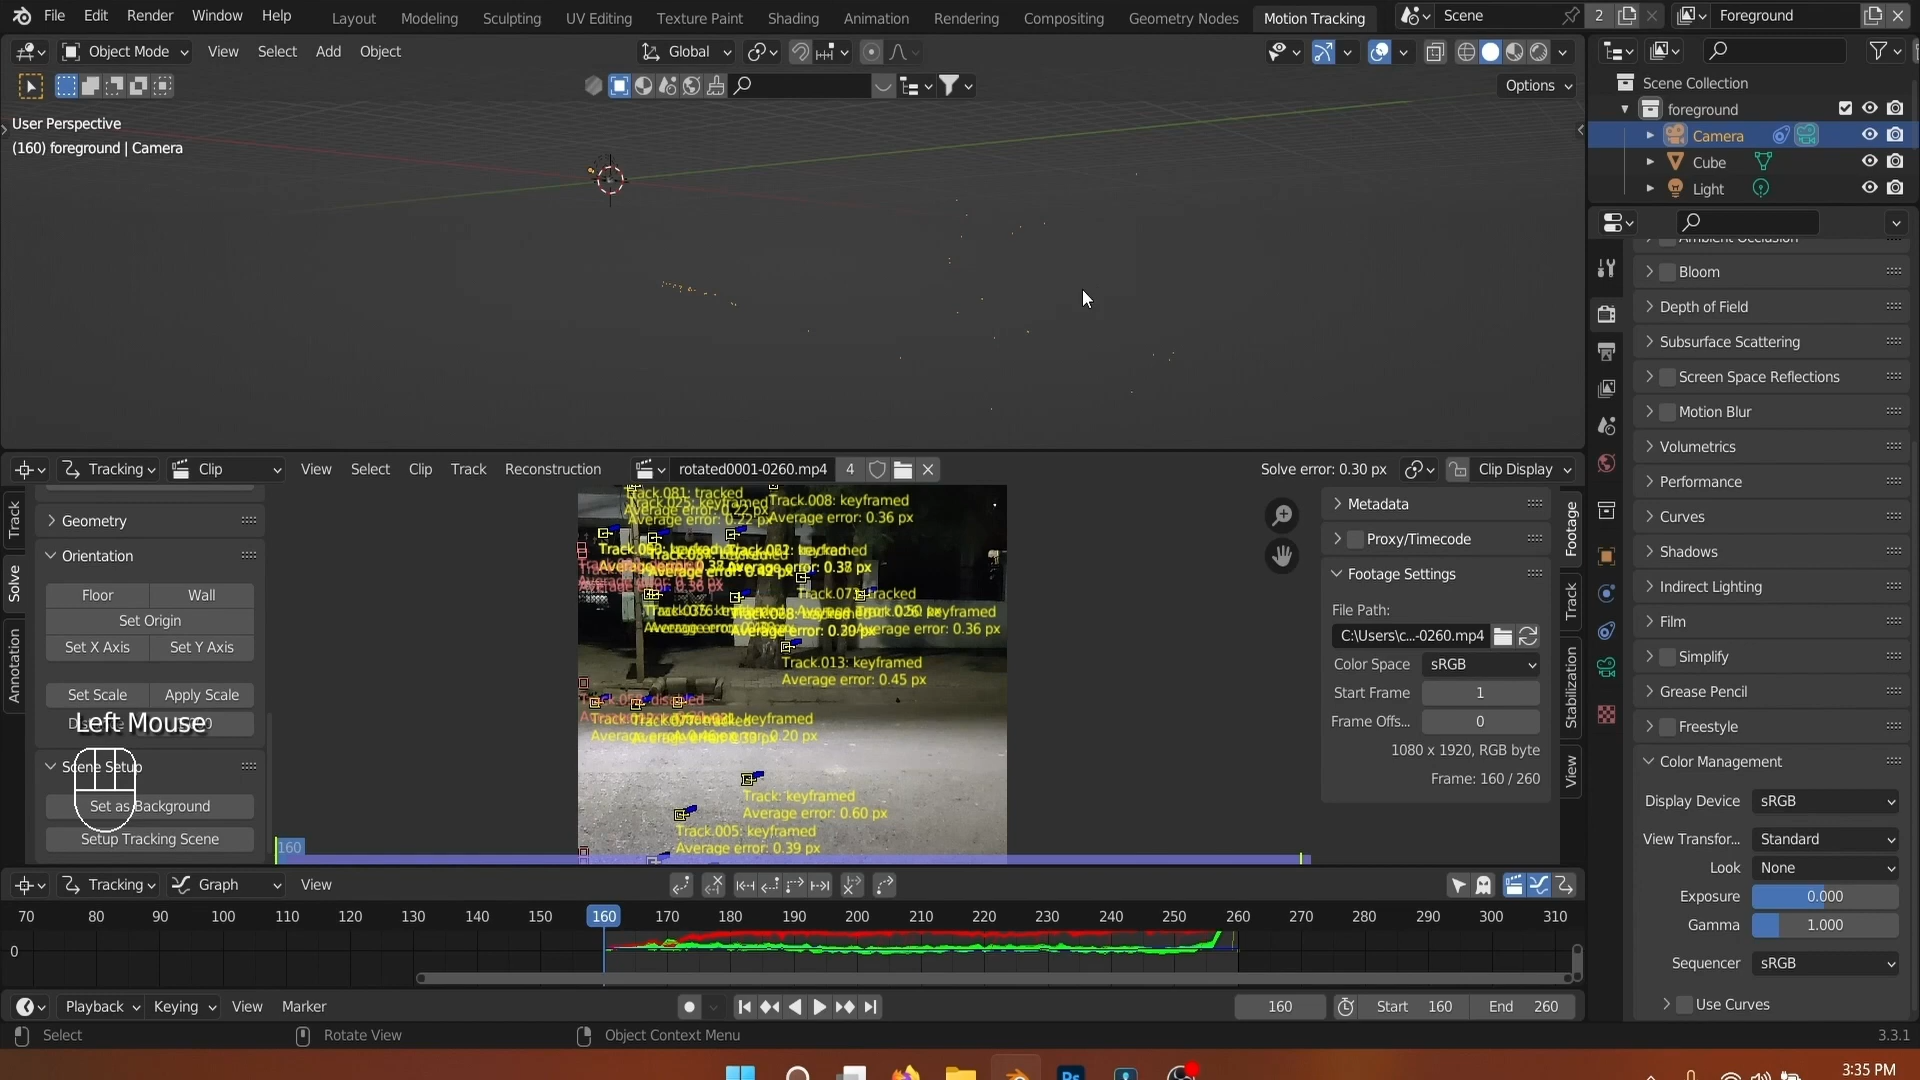 File Edit Render Window Help
Layout Modeling Sculpting UV Editing Texture Paint Shading Animation Rendering Compositing Geometry Nodes Motion Tracking
Scene 2 Foreground
Object Mode View Select Add Object Global
Options
User Perspective
(160) foreground | Camera
Scene Collection
foreground
Camera
Cube
Light
Ambient Occlusion
Bloom
Depth of Field
Subsurface Scattering
Screen Space Reflections
Motion Blur
Volumetrics
Performance
Curves
Shadows
Indirect Lighting
Film
Simplify
Grease Pencil
Freestyle
Color Management
Display Device sRGB
View Transfor... Standard
Look None
Exposure 0.000
Gamma 1.000
Sequencer sRGB
Use Curves
Tracking Clip View Select Clip Track Reconstruction rotated0001-0260.mp4 4 Solve error: 0.30 px Clip Display
Track
Solve
Annotation
Geometry
Orientation
Floor Wall
Set Origin
Set X Axis Set Y Axis
Set Scale Apply Scale
Left Mouse
Scene Setup
Set as Background
Setup Tracking Scene
160
Track.081: tracked
Track.008: keyframed
Average error: 0.22 px
Average error: 0.36 px
Track.013: keyframed
Average error: 0.45 px
Track: keyframed
Average error: 0.60 px
Track.005: keyframed
Average error: 0.39 px
Metadata
Proxy/Timecode
Footage Settings
File Path:
C:\Users\c...-0260.mp4
Color Space sRGB
Start Frame 1
Frame Offs... 0
1080 x 1920, RGB byte
Frame: 160 / 260
Footage
Track
Stabilization
View
Tracking Graph View
70 80 90 100 110 120 130 140 150 160 170 180 190 200 210 220 230 240 250 260 270 280 290 300 310
0
Playback Keying View Marker 160 Start 160 End 260
Select Rotate View Object Context Menu 3.3.1
Ps
3:35 PM